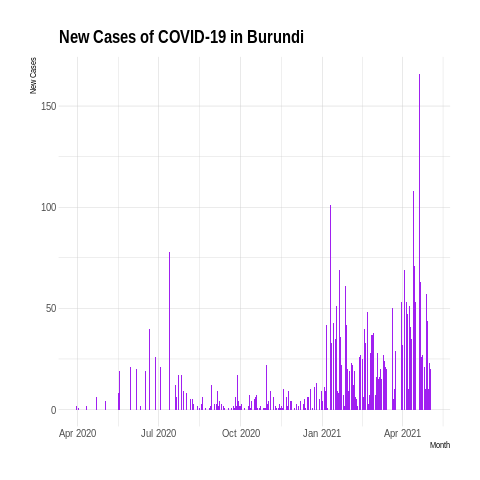 New Cases of COVID-19 in Burundi
New Cases
150
100
50
0
Apr 2020 Jul 2020 Oct 2020 Jan 2021 Apr 2021
Month